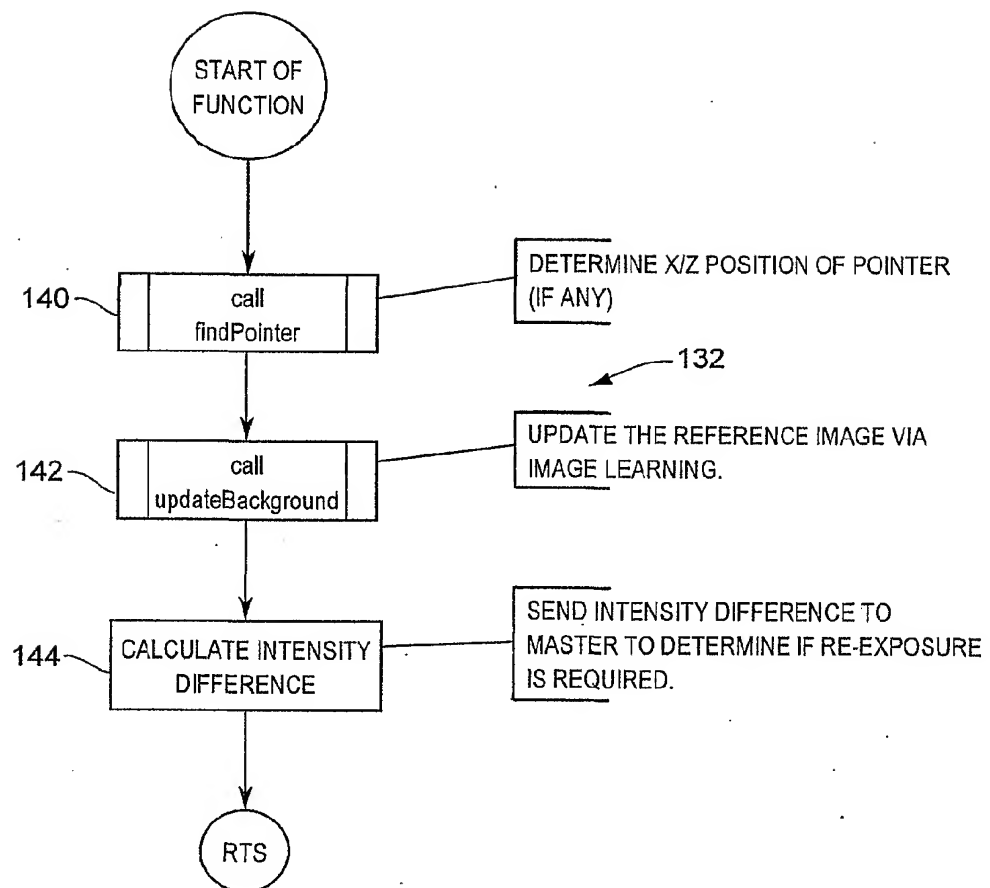 START OF
FUNCTION
140
call
findPointer
DETERMINE X/Z POSITION OF POINTER
(IF ANY)
132
142
call
updateBackground
UPDATE THE REFERENCE IMAGE VIA
IMAGE LEARNING.
144
CALCULATE INTENSITY
DIFFERENCE
SEND INTENSITY DIFFERENCE TO
MASTER TO DETERMINE IF RE-EXPOSURE
IS REQUIRED.
RTS